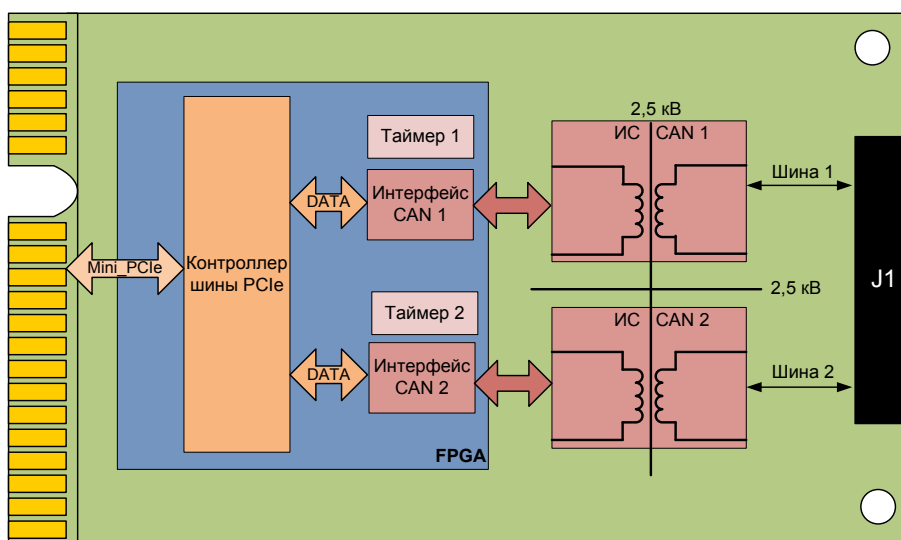 2,5 кВ
ИС CAN 1
Таймер 1
Шина 1
DATA
Интерфейс
CAN 1
Mini_PCIe
Контроллер
шины PCIe
2,5 кВ
J1
Таймер 2
ИС CAN 2
DATA
Интерфейс
CAN 2
Шина 2
FPGA